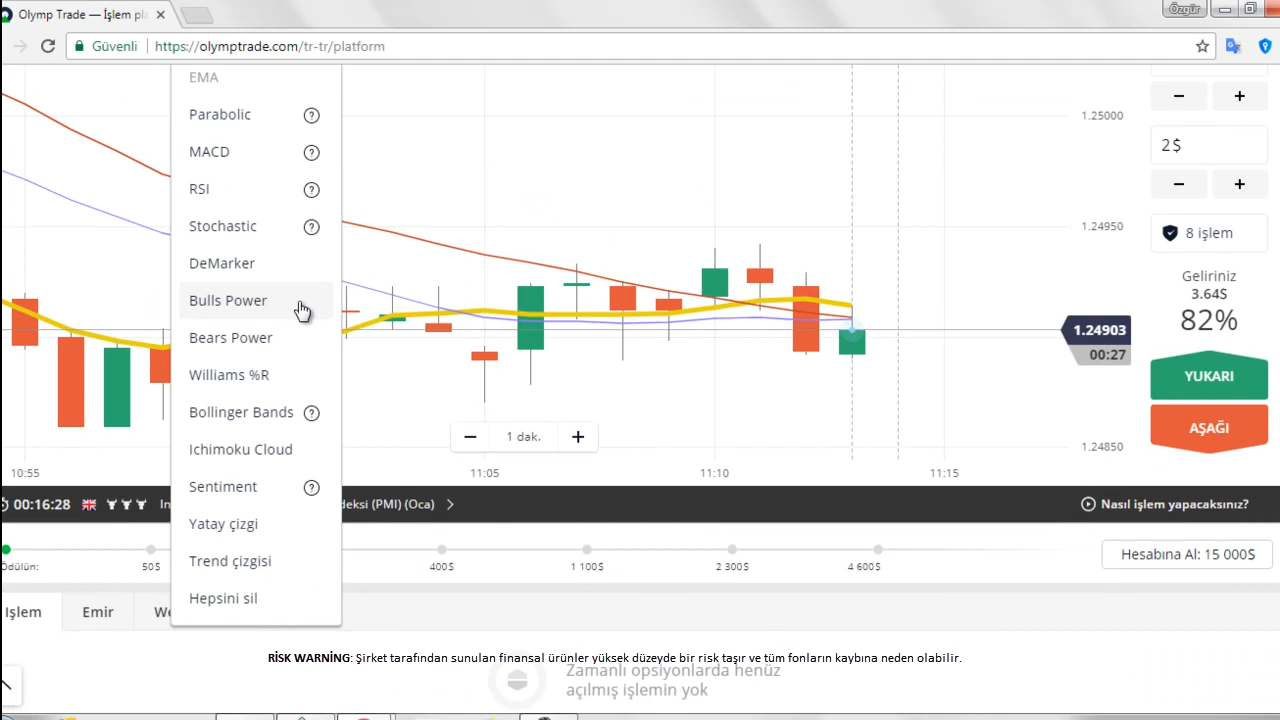 Olymp Trade — İşlem pla
Özgür
Güvenli
https://olymptrade.com/tr-tr/platform
EMA
Parabolic ?
MACD ?
RSI ?
Stochastic ?
DeMarker
Bulls Power
Bears Power
Williams %R
Bollinger Bands ?
Ichimoku Cloud
Sentiment ?
Yatay çizgi
Trend çizgisi
Hepsini sil
1.25000
1.24950
1.24903
00:27
1.24850
− 1 dak. +
10:55
11:05
11:10
11:15
− +
2$
− +
8 işlem
Geliriniz
3.64$
82%
YUKARI
AŞAĞI
00:16:28
In
deksi (PMI) (Oca)
Nasıl işlem yapacaksınız?
Ödülün:
50$
400$
1 100$
2 300$
4 600$
Hesabına Al: 15 000$
İşlem
Emir
We
RİSK WARNİNG: Şirket tarafından sunulan finansal ürünler yüksek düzeyde bir risk taşır ve tüm fonların kaybına neden olabilir.
Zamanlı opsiyonlarda henüz
açılmış işlemin yok